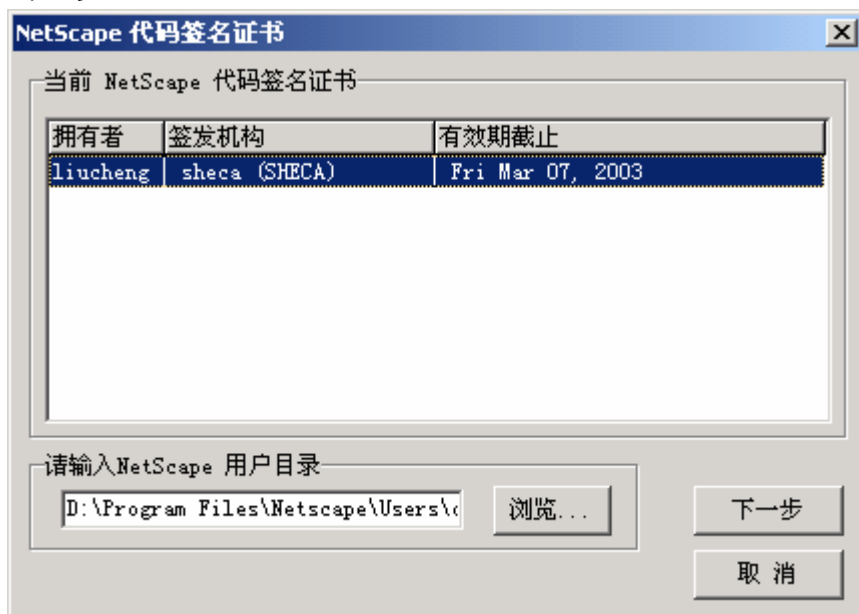 NetScape 代码签名证书
当前 NetScape 代码签名证书
拥有者 签发机构 有效期截止
liucheng sheca (SHECA) Fri Mar 07, 2003
请输入NetScape 用户目录
D:\Program Files\Netscape\Users\
浏览...
下一步
取 消